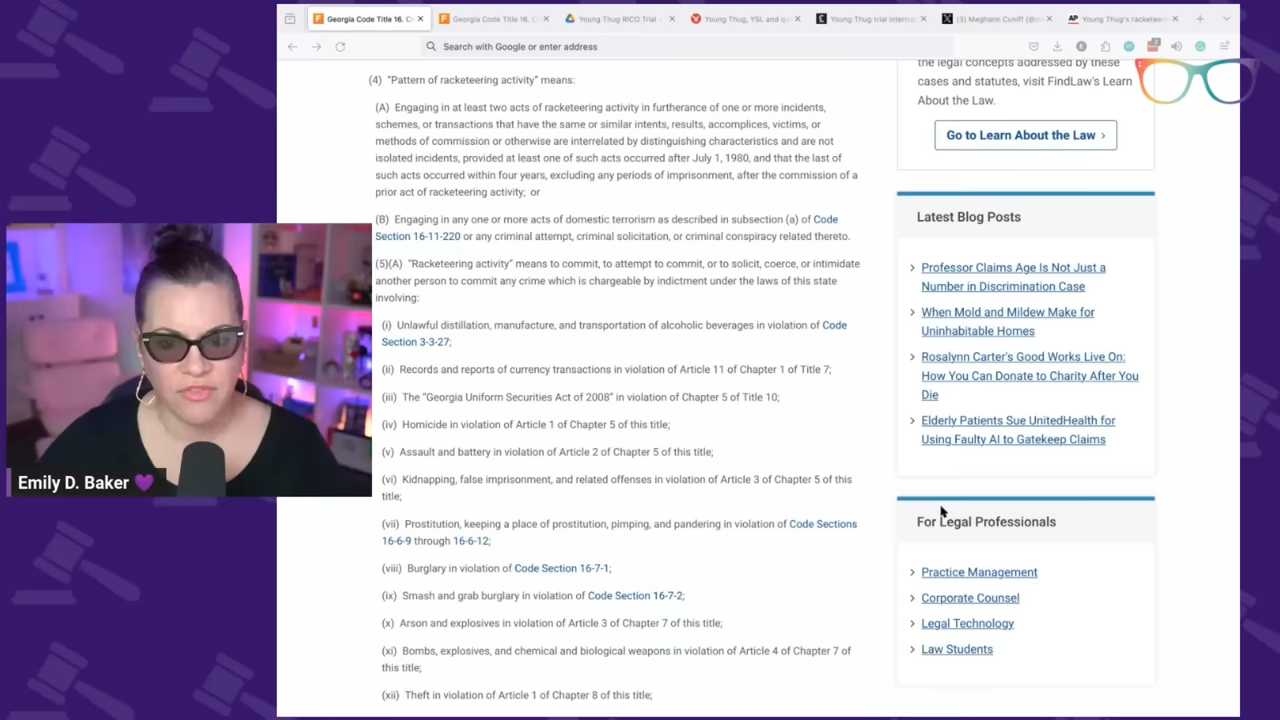 Georgia Code Title 16. C
Georgia Code Title 16, C
Young Thug RICO Trial -
Young Thug, YSL and q
Young Thug trial interrup
(3) Meghann Cuniff (@m
AP
Young Thug's racketeeri
Search with Google or enter address
(4) “Pattern of racketeering activity” means:
(A) Engaging in at least two acts of racketeering activity in furtherance of one or more incidents,
schemes, or transactions that have the same or similar intents, results, accomplices, victims, or
methods of commission or otherwise are interrelated by distinguishing characteristics and are not
isolated incidents, provided at least one of such acts occurred after July 1, 1980, and that the last of
such acts occurred within four years, excluding any periods of imprisonment, after the commission of a
prior act of racketeering activity; or
(B) Engaging in any one or more acts of domestic terrorism as described in subsection (a) of Code
Section 16-11-220 or any criminal attempt, criminal solicitation, or criminal conspiracy related thereto.
(5)(A) “Racketeering activity” means to commit, to attempt to commit, or to solicit, coerce, or intimidate
another person to commit any crime which is chargeable by indictment under the laws of this state
involving:
(i) Unlawful distillation, manufacture, and transportation of alcoholic beverages in violation of Code
Section 3-3-27;
(ii) Records and reports of currency transactions in violation of Article 11 of Chapter 1 of Title 7;
(iii) The “Georgia Uniform Securities Act of 2008” in violation of Chapter 5 of Title 10;
(iv) Homicide in violation of Article 1 of Chapter 5 of this title;
(v) Assault and battery in violation of Article 2 of Chapter 5 of this title;
(vi) Kidnapping, false imprisonment, and related offenses in violation of Article 3 of Chapter 5 of this
title;
(vii) Prostitution, keeping a place of prostitution, pimping, and pandering in violation of Code Sections
16-6-9 through 16-6-12;
(viii) Burglary in violation of Code Section 16-7-1;
(ix) Smash and grab burglary in violation of Code Section 16-7-2;
(x) Arson and explosives in violation of Article 3 of Chapter 7 of this title;
(xi) Bombs, explosives, and chemical and biological weapons in violation of Article 4 of Chapter 7 of
this title;
(xii) Theft in violation of Article 1 of Chapter 8 of this title;
the legal concepts addressed by these
cases and statutes, visit FindLaw's Learn
About the Law.
Go to Learn About the Law
Latest Blog Posts
Professor Claims Age Is Not Just a
Number in Discrimination Case
When Mold and Mildew Make for
Uninhabitable Homes
Rosalynn Carter's Good Works Live On:
How You Can Donate to Charity After You
Die
Elderly Patients Sue UnitedHealth for
Using Faulty AI to Gatekeep Claims
For Legal Professionals
Practice Management
Corporate Counsel
Legal Technology
Law Students
Emily D. Baker